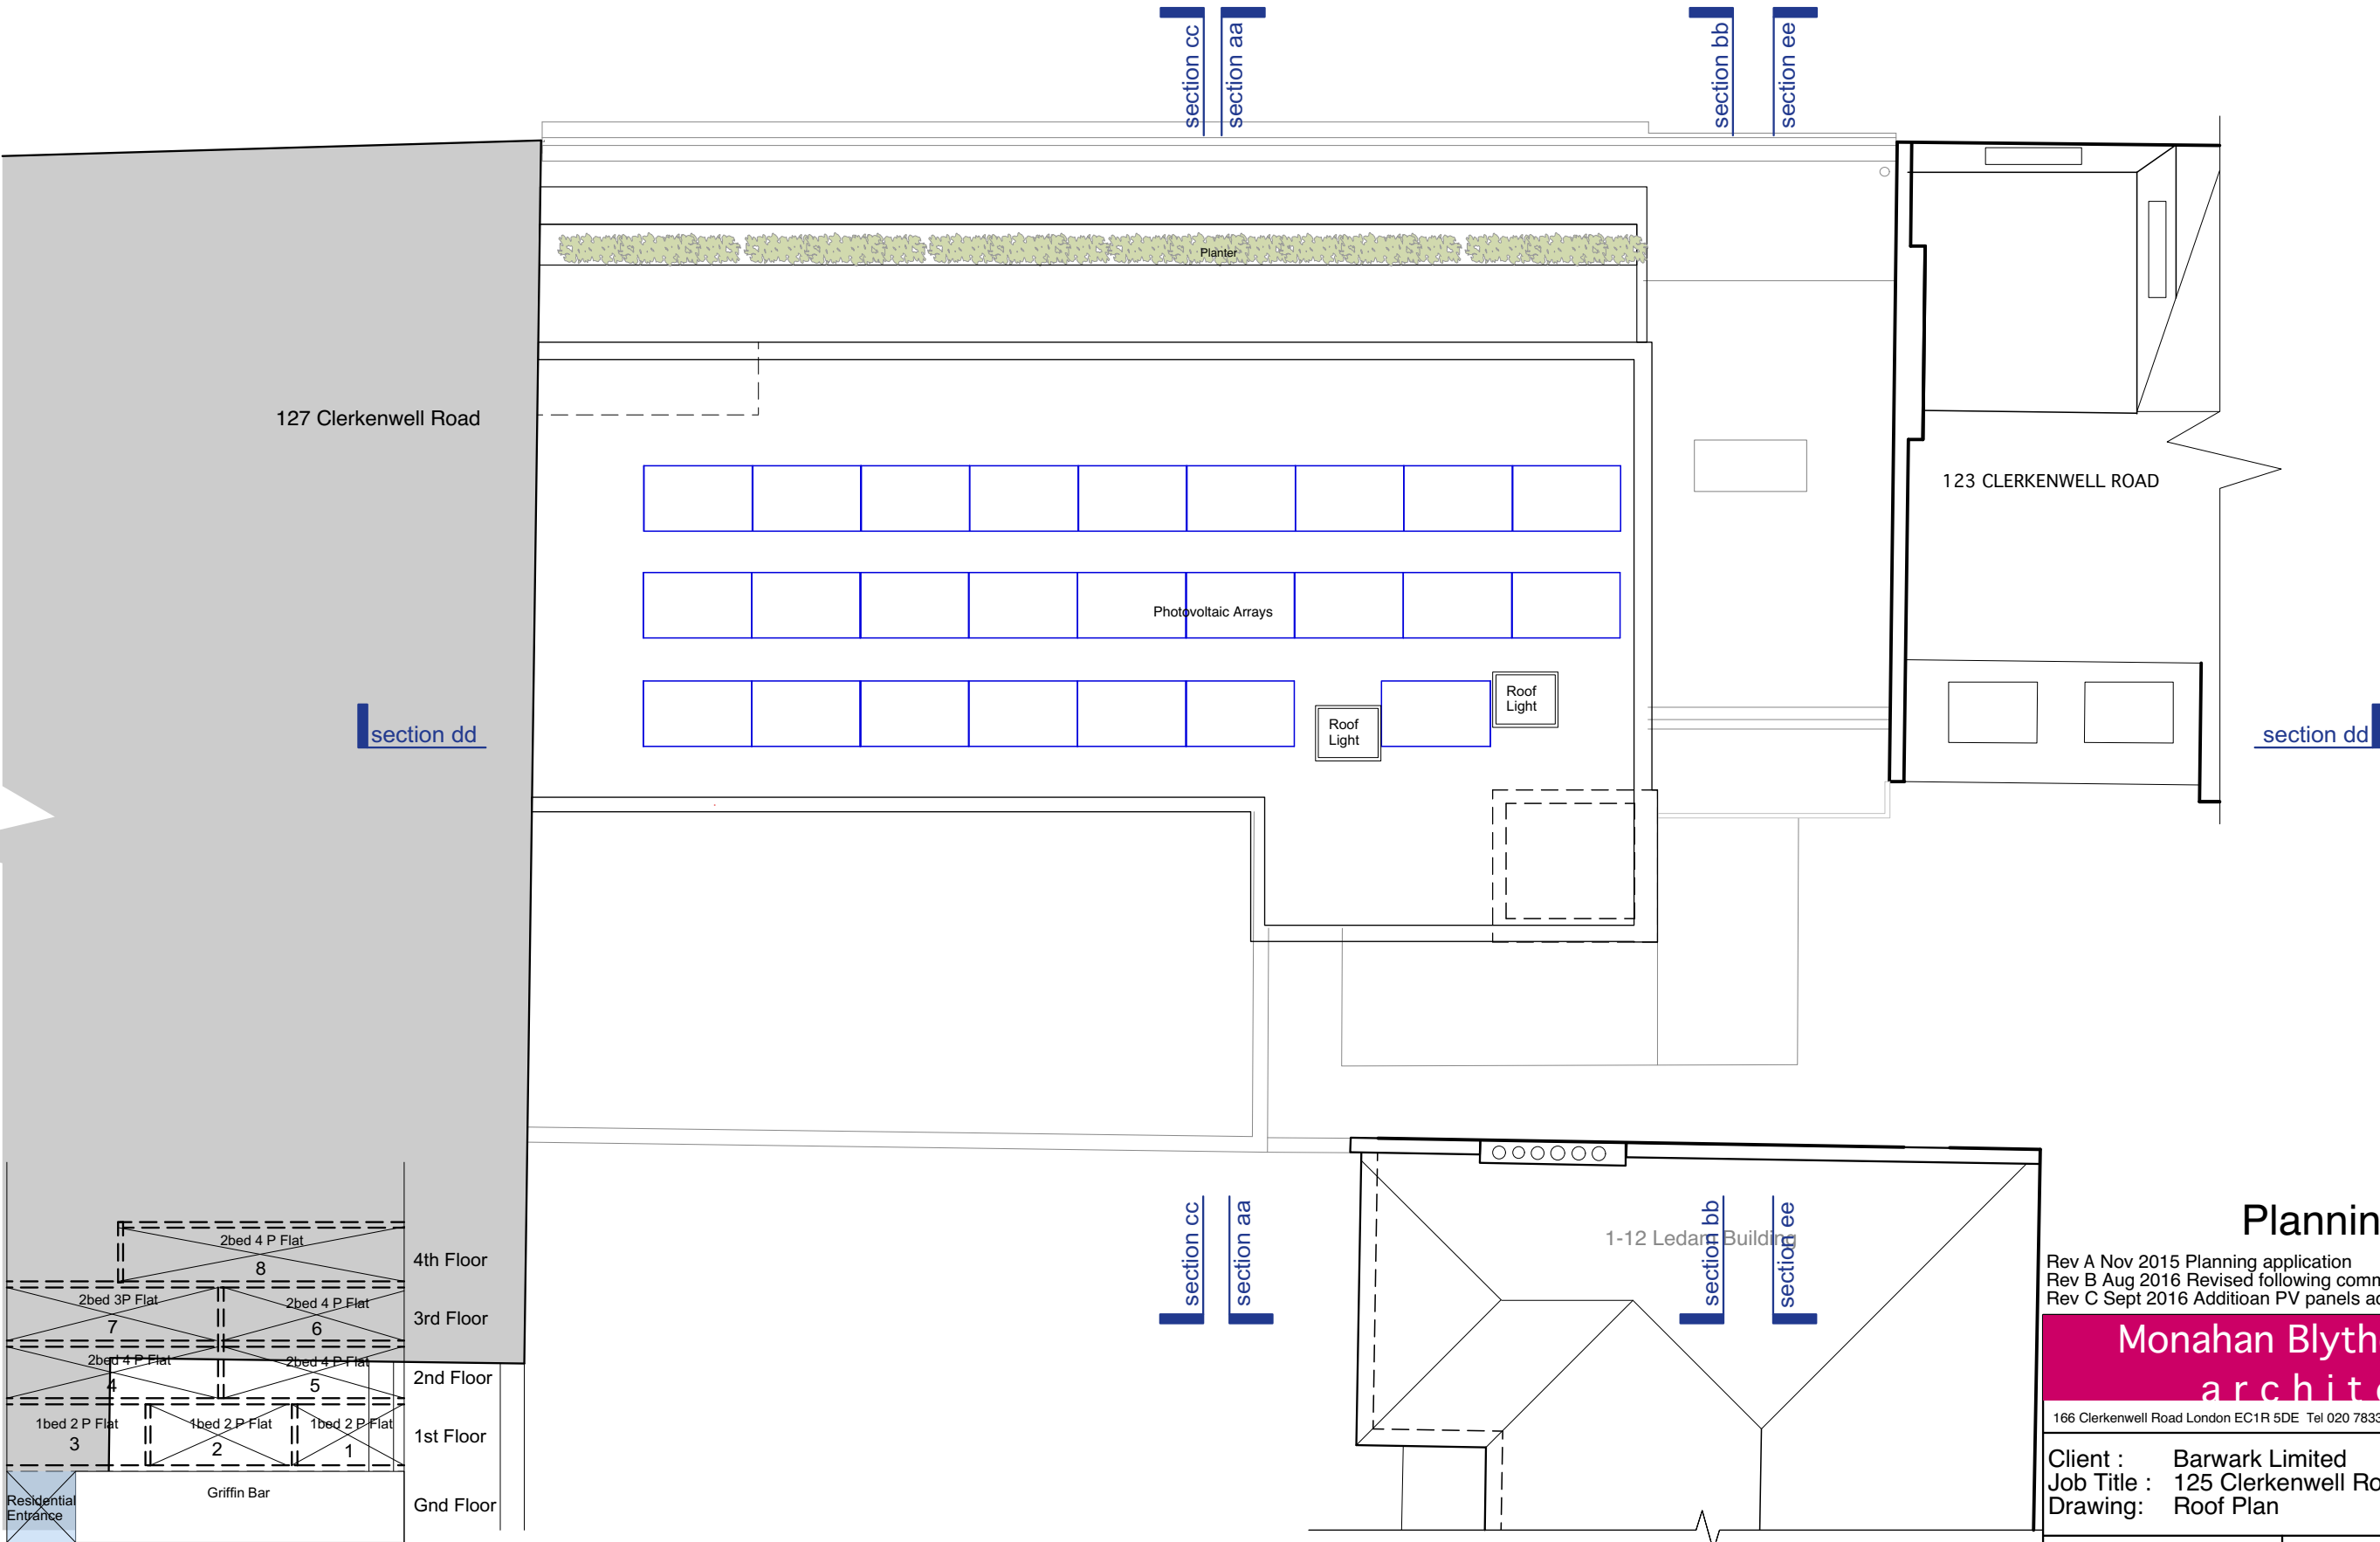 section cc
section aa
section bb
section ee
Planter
127 Clerkenwell Road
123 CLERKENWELL ROAD
Photovoltaic Arrays
Roof
Light
Roof
Light
section dd
section dd
section cc
section aa
section bb
section ee
1-12 Ledam Building
2bed 4 P Flat
8
4th Floor
2bed 3P Flat
7
2bed 4 P Flat
6
3rd Floor
2bed 4 P Flat
4
2bed 4 P Flat
5
2nd Floor
1bed 2 P Flat
3
1bed 2 P Flat
2
1bed 2 P Flat
1
1st Floor
Residential
Entrance
Griffin Bar
Gnd Floor
Plannin
Rev A Nov 2015 Planning application
Rev B Aug 2016 Revised following comm
Rev C Sept 2016 Additioan PV panels ad
Monahan Blyth
archite
166 Clerkenwell Road London EC1R 5DE Tel 020 7833
Client : Barwark Limited
Job Title : 125 Clerkenwell Ro
Drawing: Roof Plan